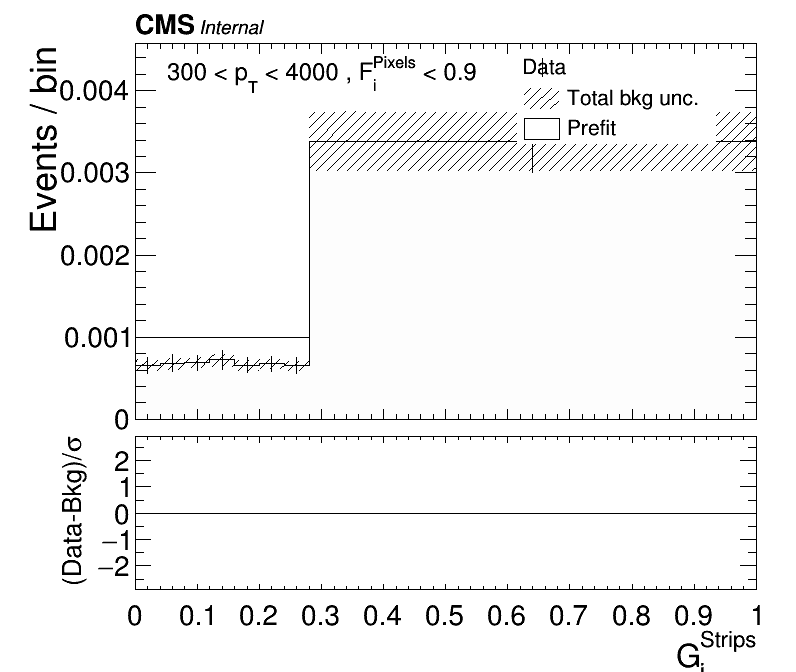 CMS Internal
300 < p_T < 4000 , F_i^Pixels < 0.9
Data
Total bkg unc.
Prefit
Events / bin
0.004
0.003
0.002
0.001
0
(Data-Bkg)/σ
2
1
0
−1
−2
0 0.1 0.2 0.3 0.4 0.5 0.6 0.7 0.8 0.9 1
G_i^Strips